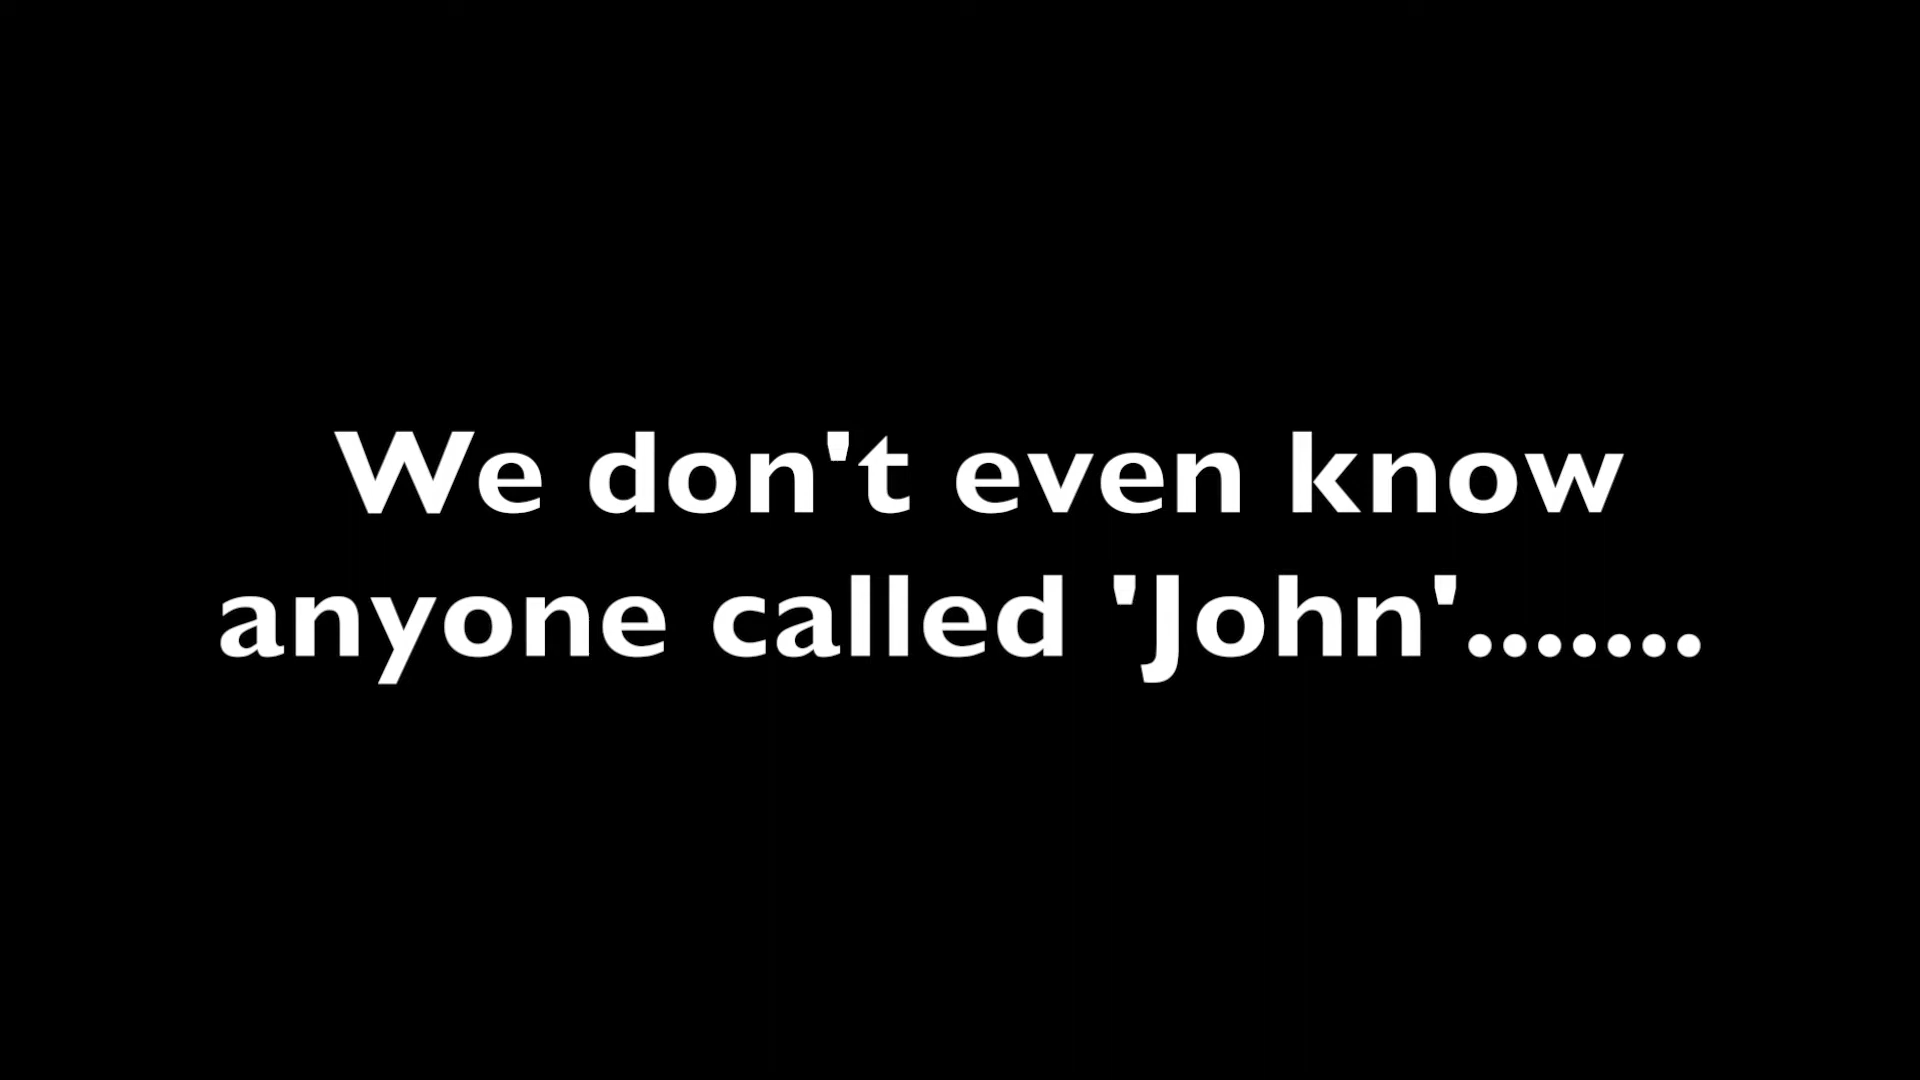 We don't even know
anyone called 'John'.......